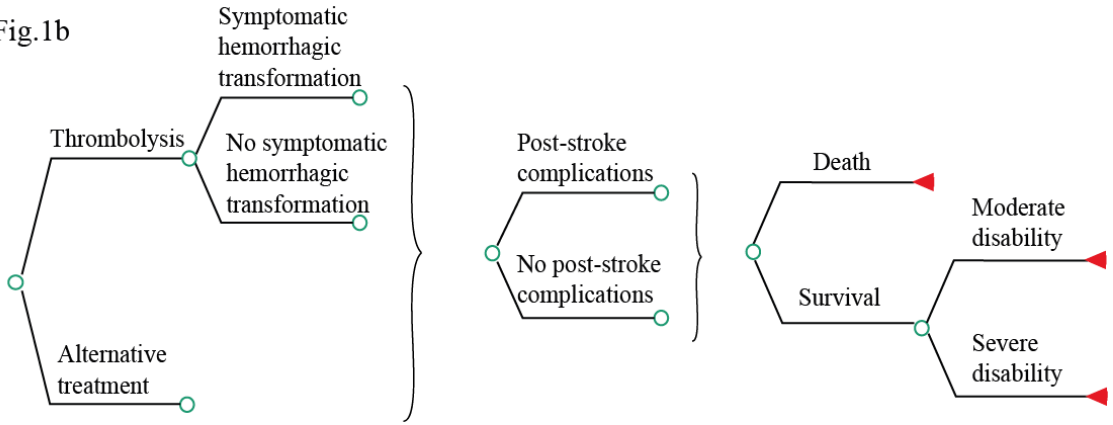 Fig.1b
Symptomatic
hemorrhagic
transformation
Thrombolysis
No symptomatic
hemorrhagic
transformation
Alternative
treatment
Post-stroke
complications
No post-stroke
complications
Death
Survival
Moderate
disability
Severe
disability